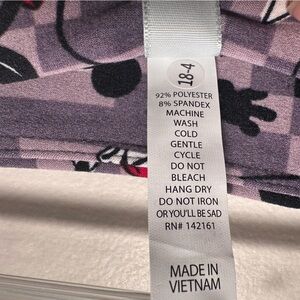 18-4
92% POLYESTER
8% SPANDEX
MACHINE
WASH
COLD
GENTLE
CYCLE
DO NOT
BLEACH
HANG DRY
DO NOT IRON
OR YOU'LL BE SAD
RN# 142161
MADE IN
VIETNAM